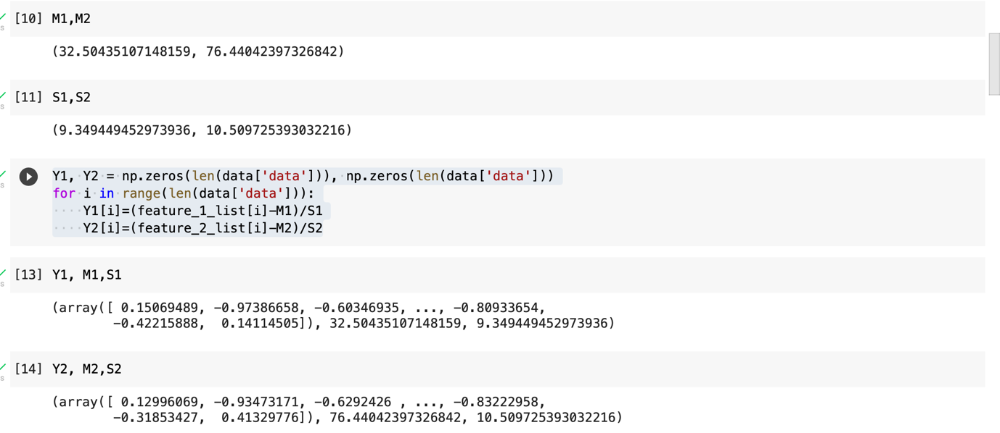 [10] M1,M2
(32.50435107148159, 76.44042397326842)
[11] S1,S2
(9.349449452973936, 10.509725393032216)
Y1, Y2 = np.zeros(len(data['data'])), np.zeros(len(data['data']))
for i in range(len(data['data'])):
    Y1[i]=(feature_1_list[i]-M1)/S1
    Y2[i]=(feature_2_list[i]-M2)/S2
[13] Y1, M1,S1
(array([ 0.15069489, -0.97386658, -0.60346935, ..., -0.80933654,
        -0.42215888,  0.14114505]), 32.50435107148159, 9.349449452973936)
[14] Y2, M2,S2
(array([ 0.12996069, -0.93473171, -0.6292426 , ..., -0.83222958,
        -0.31853427,  0.41329776]), 76.44042397326842, 10.509725393032216)